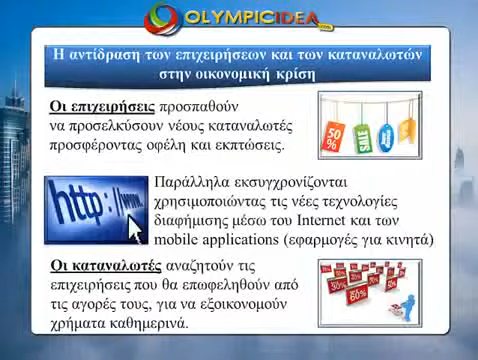 OLYMPICIDEA.com
Η αντίδραση των επιχειρήσεων και των καταναλωτών
στην οικονομική κρίση
Οι επιχειρήσεις προσπαθούν
να προσελκύσουν νέους καταναλωτές
προσφέροντας οφέλη και εκπτώσεις.
50
%
SALE
Παράλληλα εκσυγχρονίζονται
χρησιμοποιώντας τις νέες τεχνολογίες
διαφήμισης μέσω του Internet και των
mobile applications (εφαρμογές για κινητά)
http://www.
Οι καταναλωτές αναζητούν τις
επιχειρήσεις που θα επωφεληθούν από
τις αγορές τους, για να εξοικονομούν
χρήματα καθημερινά.
50%
60%